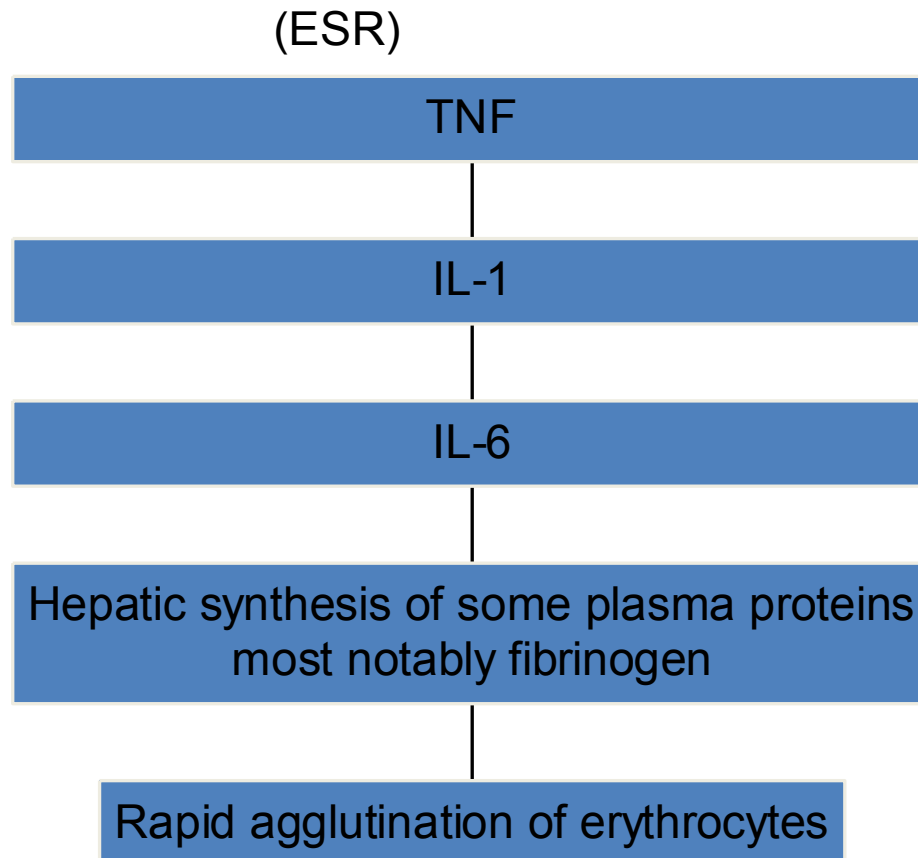 (ESR)
TNF
IL-1
IL-6
Hepatic synthesis of some plasma proteins
most notably fibrinogen
Rapid agglutination of erythrocytes